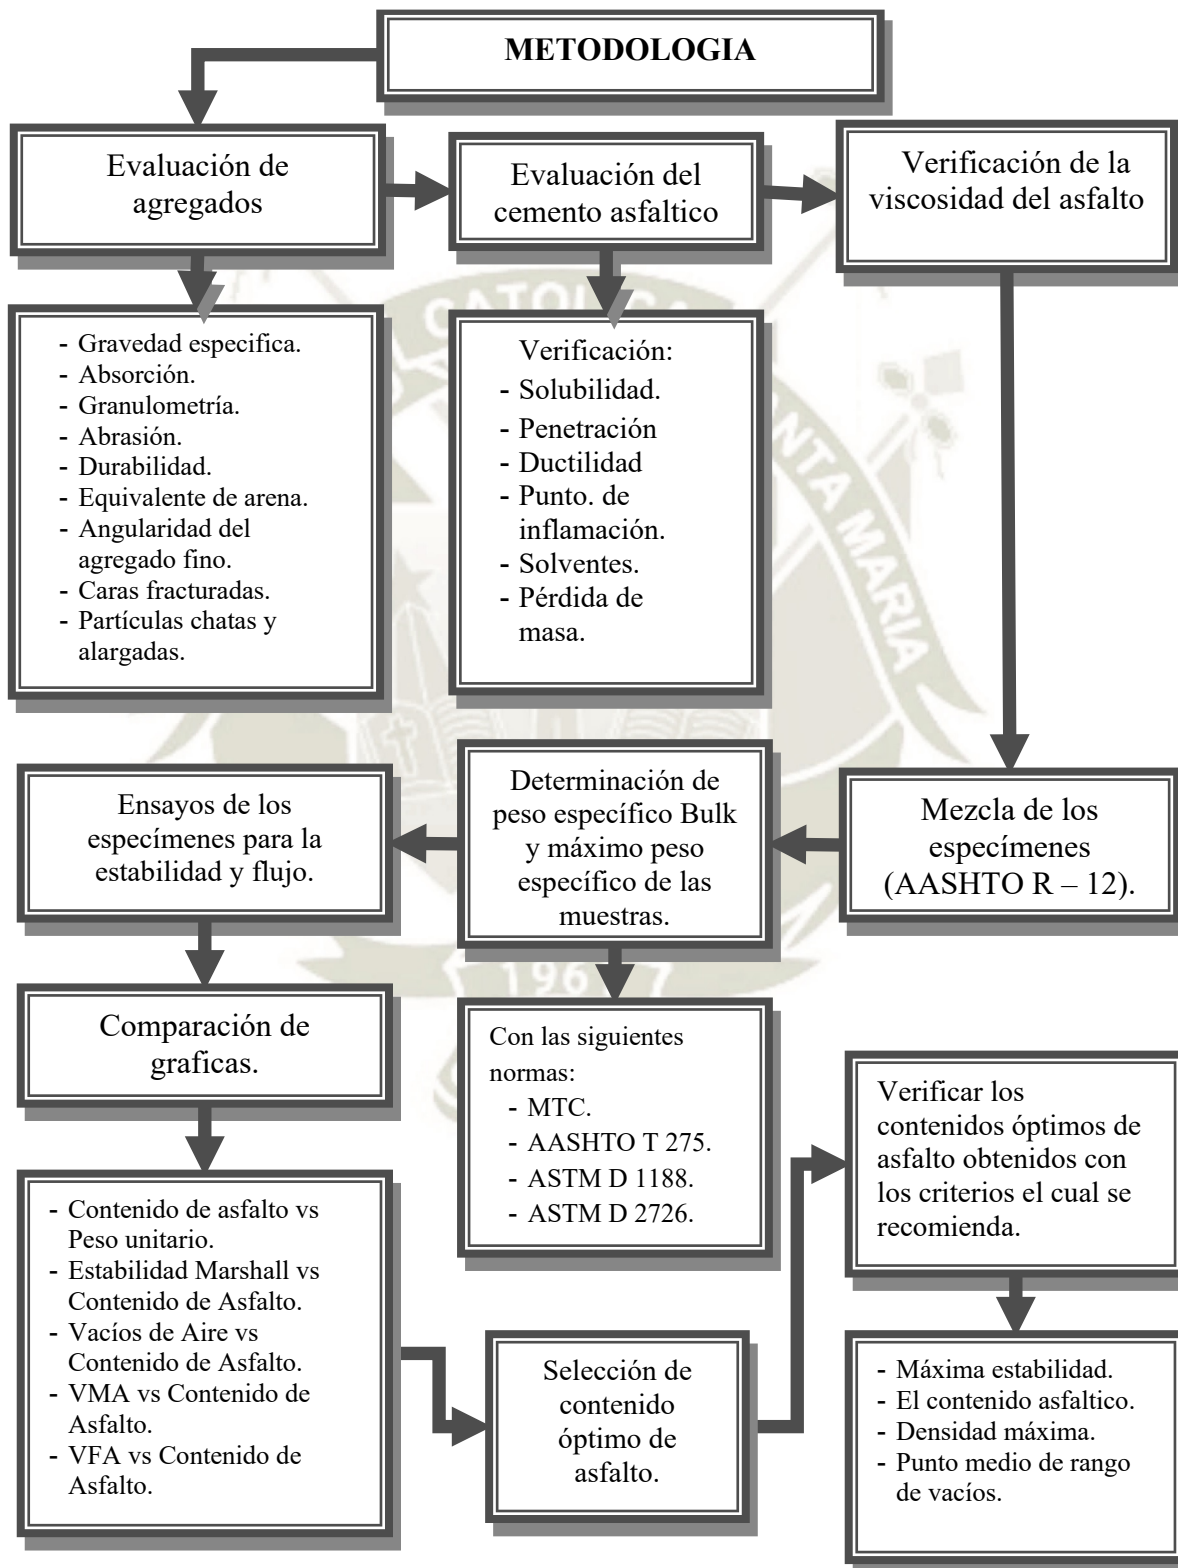 METODOLOGIA
Evaluación de
agregados
Evaluación del
cemento asfaltico
Verificación de la
viscosidad del asfalto
- Gravedad especifica.
- Absorción.
- Granulometría.
- Abrasión.
- Durabilidad.
- Equivalente de arena.
- Angularidad del
agregado fino.
- Caras fracturadas.
- Partículas chatas y
alargadas.
Verificación:
- Solubilidad.
- Penetración
- Ductilidad
- Punto. de
inflamación.
- Solventes.
- Pérdida de
masa.
Mezcla de los
especímenes
(AASHTO R – 12).
Determinación de
peso específico Bulk
y máximo peso
específico de las
muestras.
Ensayos de los
especímenes para la
estabilidad y flujo.
Con las siguientes
normas:
- MTC.
- AASHTO T 275.
- ASTM D 1188.
- ASTM D 2726.
Comparación de
graficas.
- Contenido de asfalto vs
Peso unitario.
- Estabilidad Marshall vs
Contenido de Asfalto.
- Vacíos de Aire vs
Contenido de Asfalto.
- VMA vs Contenido de
Asfalto.
- VFA vs Contenido de
Asfalto.
Selección de
contenido
óptimo de
asfalto.
Verificar los
contenidos óptimos de
asfalto obtenidos con
los criterios el cual se
recomienda.
- Máxima estabilidad.
- El contenido asfaltico.
- Densidad máxima.
- Punto medio de rango
de vacíos.
CATOLICA
MARIA
196